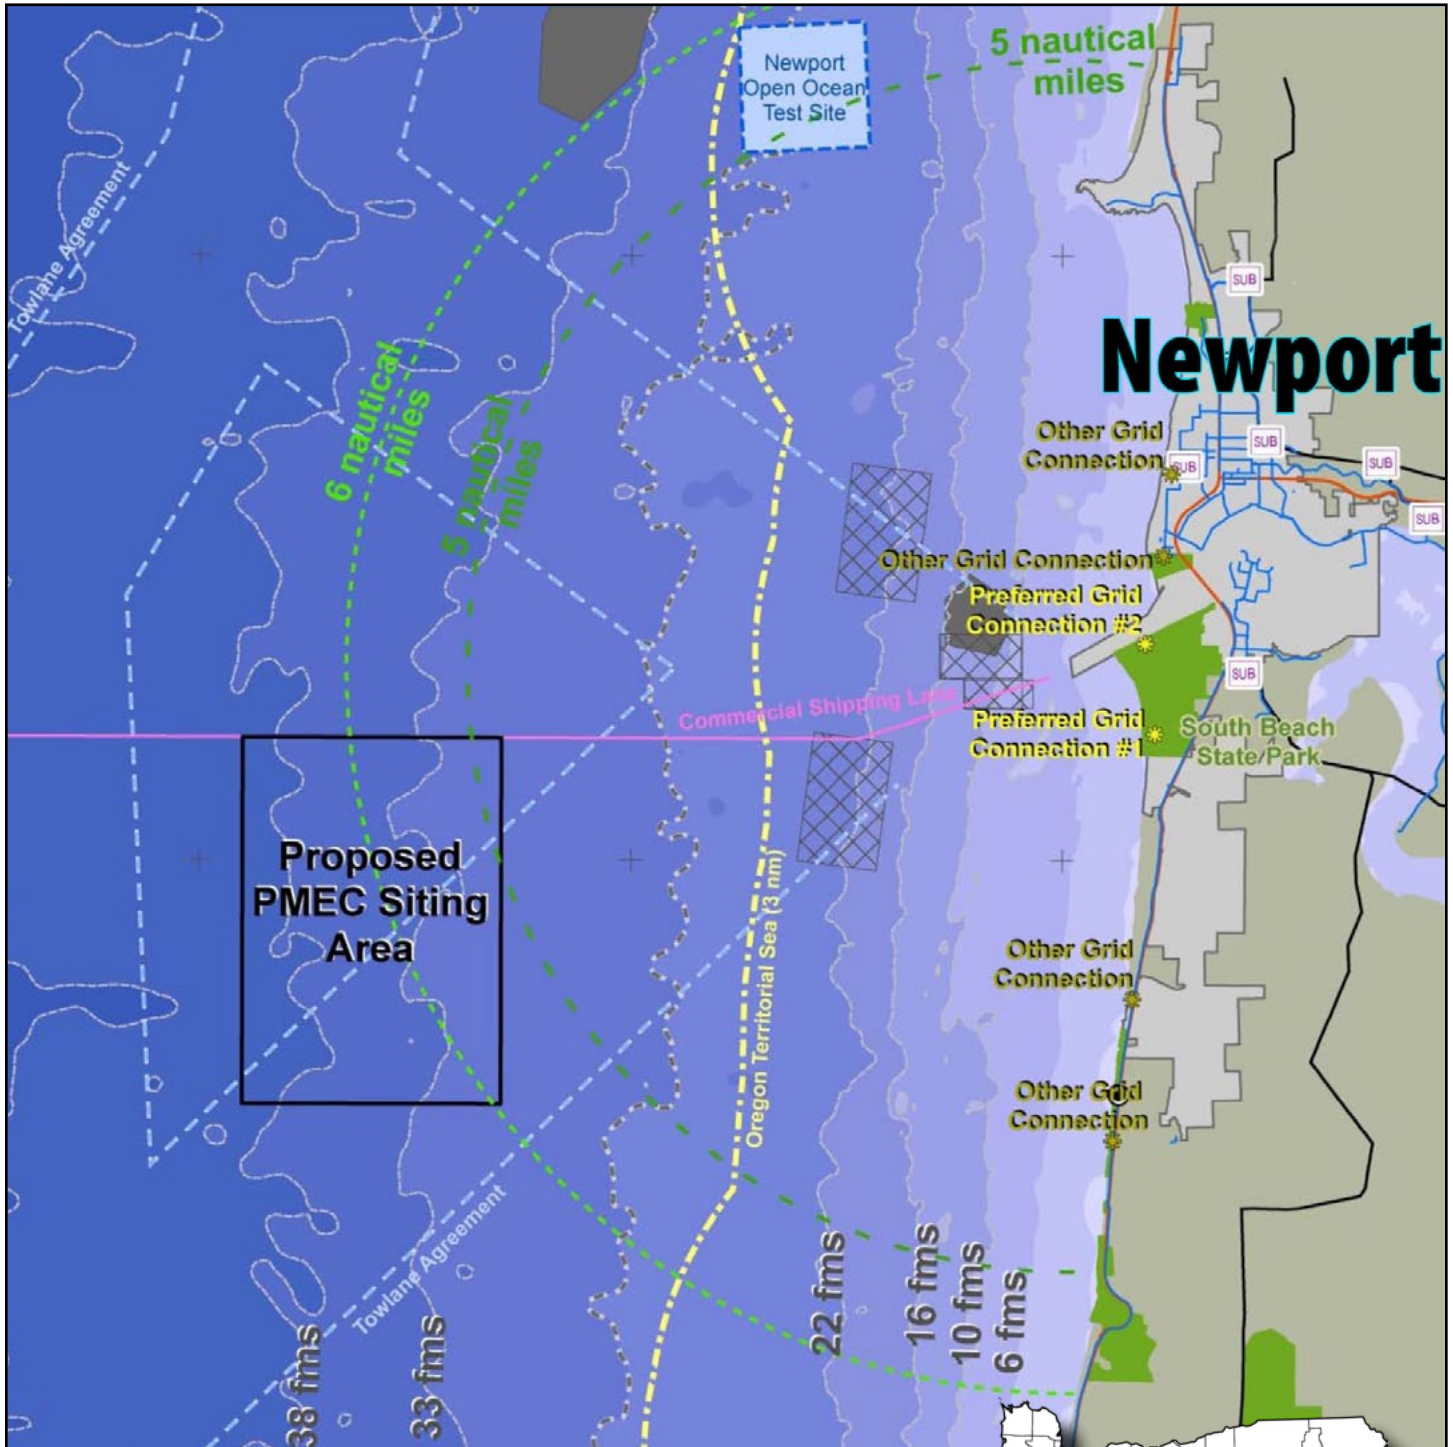 5 nautical
miles
Newport
Open Ocean
Test Site
Towlane Agreement
SUB
Newport
6 nautical
miles
5 nautical
miles
Other Grid
Connection
SUB
SUB
SUB
SUB
Other Grid Connection
Preferred Grid
Connection #2
SUB
Commercial Shipping Lane
Preferred Grid
Connection #1
South Beach
State Park
Proposed
PMEC Siting
Area
Oregon Territorial Sea (3 nm)
Other Grid
Connection
Other Grid
Connection
Towlane Agreement
38 fms
33 fms
22 fms
16 fms
10 fms
6 fms